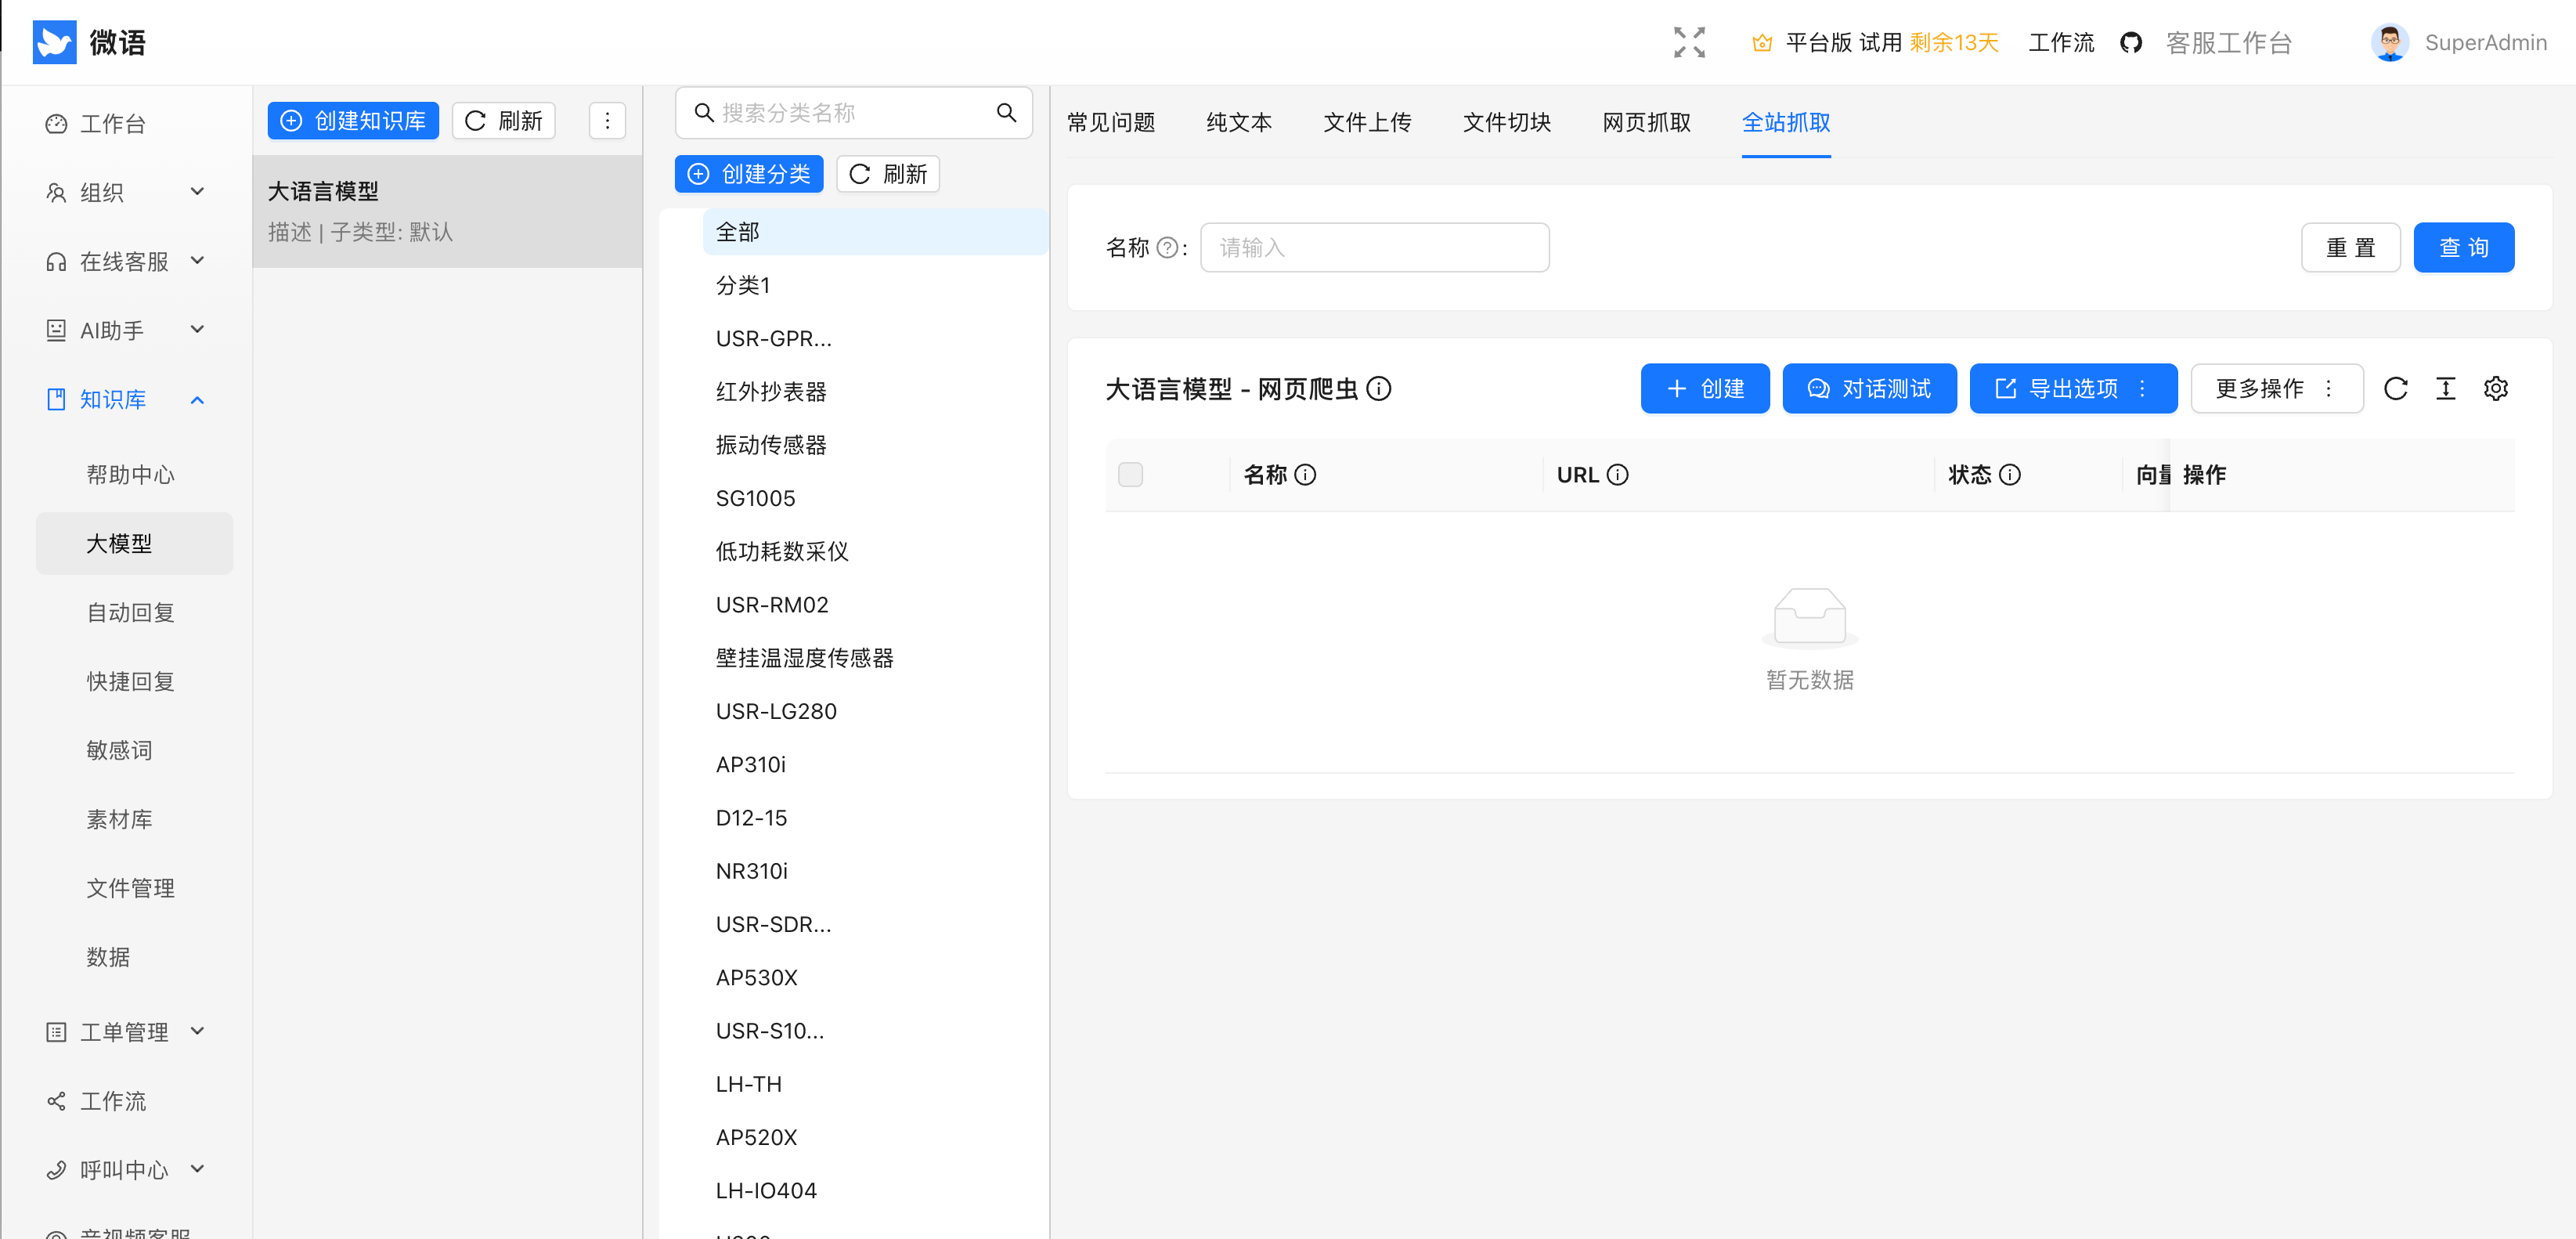 微语
平台版 试用 剩余13天
工作流
客服工作台
SuperAdmin
工作台
组织
在线客服
AI助手
知识库
帮助中心
大模型
自动回复
快捷回复
敏感词
素材库
文件管理
数据
工单管理
工作流
呼叫中心
音视频客服
创建知识库
刷新
大语言模型
描述 | 子类型: 默认
搜索分类名称
创建分类
刷新
全部
分类1
USR-GPR...
红外抄表器
振动传感器
SG1005
低功耗数采仪
USR-RM02
壁挂温湿度传感器
USR-LG280
AP310i
D12-15
NR310i
USR-SDR...
AP530X
USR-S10...
LH-TH
AP520X
LH-IO404
常见问题
纯文本
文件上传
文件切块
网页抓取
全站抓取
名称 :
请输入
重 置
查 询
大语言模型 - 网页爬虫
创建
对话测试
导出选项
更多操作
名称
URL
状态
向量
操作
暂无数据